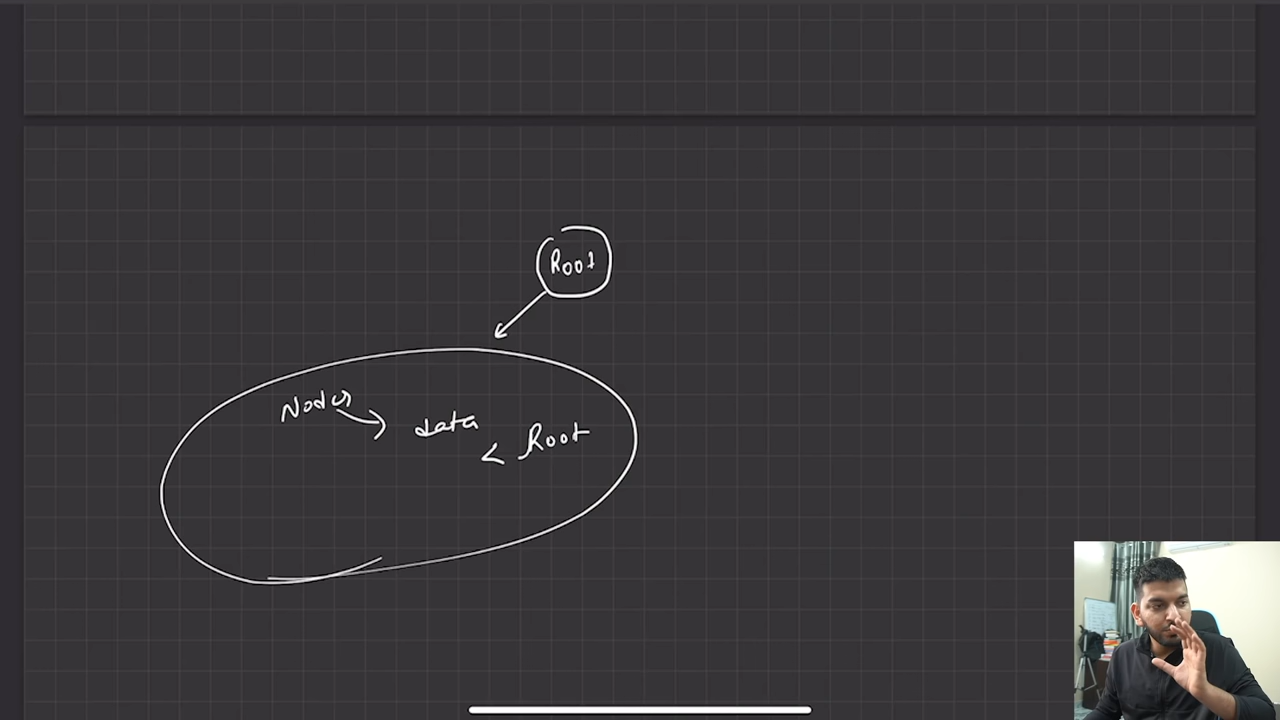 Root
Nodes → data
< Root